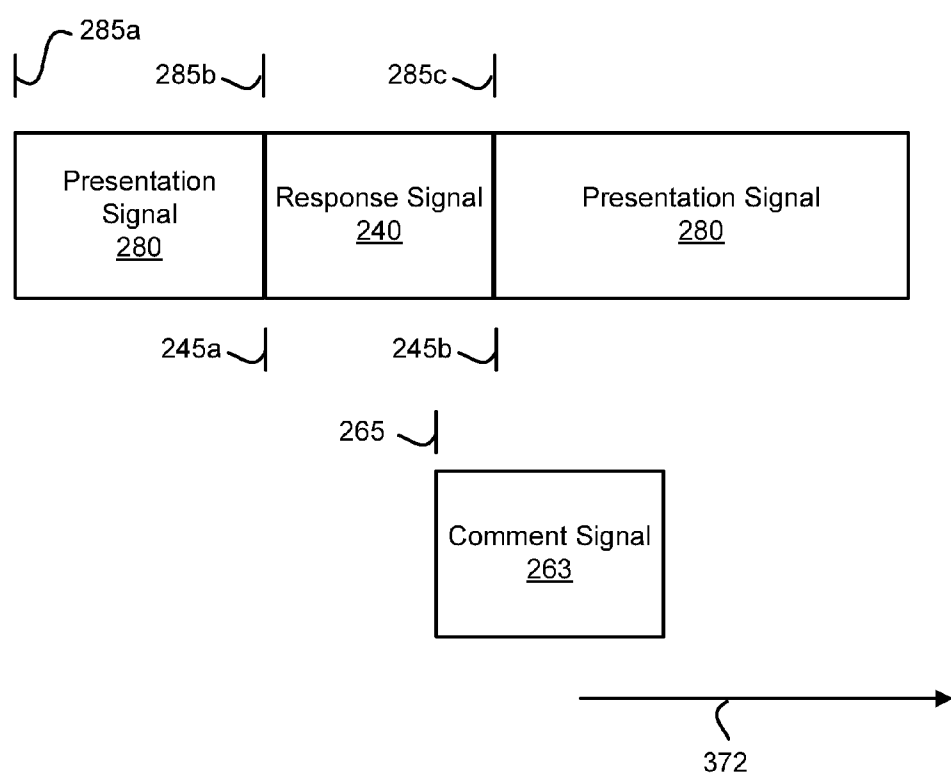 285a
285b
285c
Presentation
Signal
280
Response Signal
240
Presentation Signal
280
245a
245b
265
Comment Signal
263
372